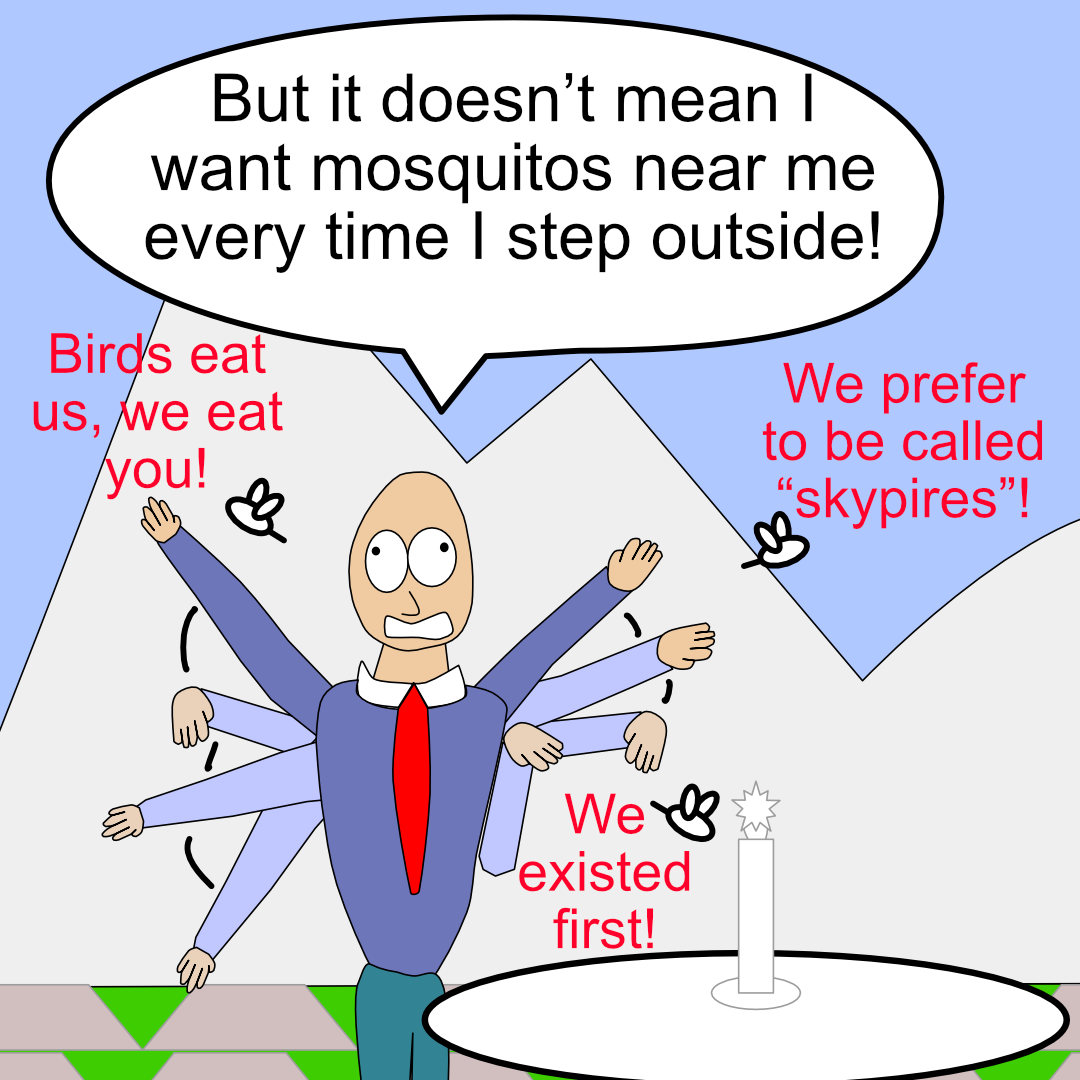 But it doesn’t mean I
want mosquitos near me
every time I step outside!
Birds eat
us, we eat
you!
We prefer
to be called
“skypires”!
We
existed
first!